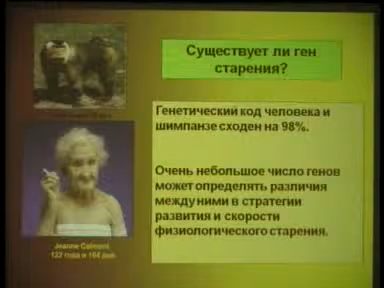 Существует ли ген
старения?
Генетический код человека и
шимпанзе сходен на 98%.
Очень небольшое число генов
может определять различия
между ними в стратегии
развития и скорости
физиологического старения.
Jeanne Calment
122 года и 164 дня